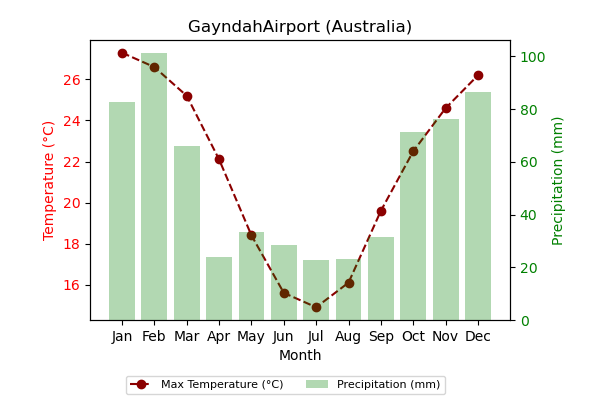 GayndahAirport (Australia)
Temperature (°C)
26
24
22
20
18
16
100
80
60
40
20
0
Precipitation (mm)
Jan Feb Mar Apr May Jun Jul Aug Sep Oct Nov Dec
Month
Max Temperature (°C) Precipitation (mm)